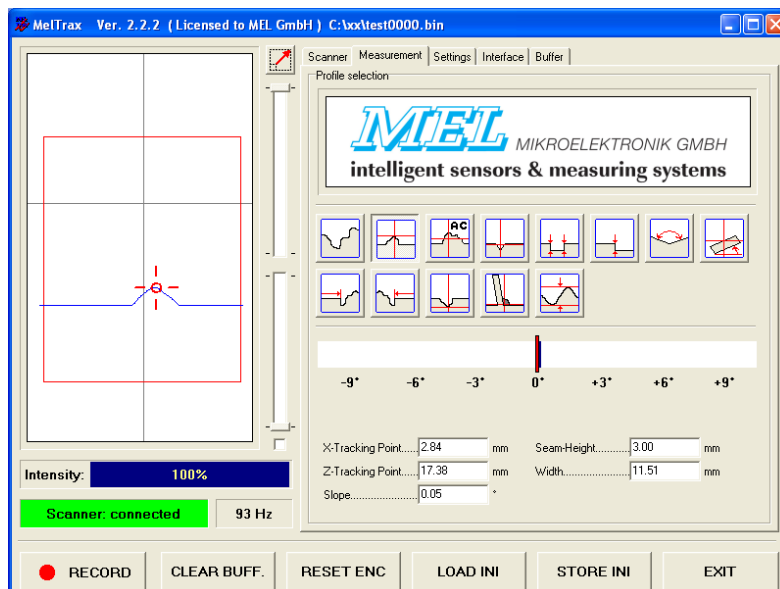 MelTrax Ver. 2.2.2 ( Licensed to MEL GmbH ) C:\xx\test0000.bin
Scanner Measurement Settings Interface Buffer
Profile selection
MEL MIKROELEKTRONIK GMBH
intelligent sensors & measuring systems
AC
-9° -6° -3° 0° +3° +6° +9°
X-Tracking Point..... 2.84 mm Seam-Height........... 3.00 mm
Z-Tracking Point..... 17.38 mm Width..................... 11.51 mm
Slope...................... 0.05 °
Intensity: 100%
Scanner: connected 93 Hz
RECORD CLEAR BUFF. RESET ENC LOAD INI STORE INI EXIT